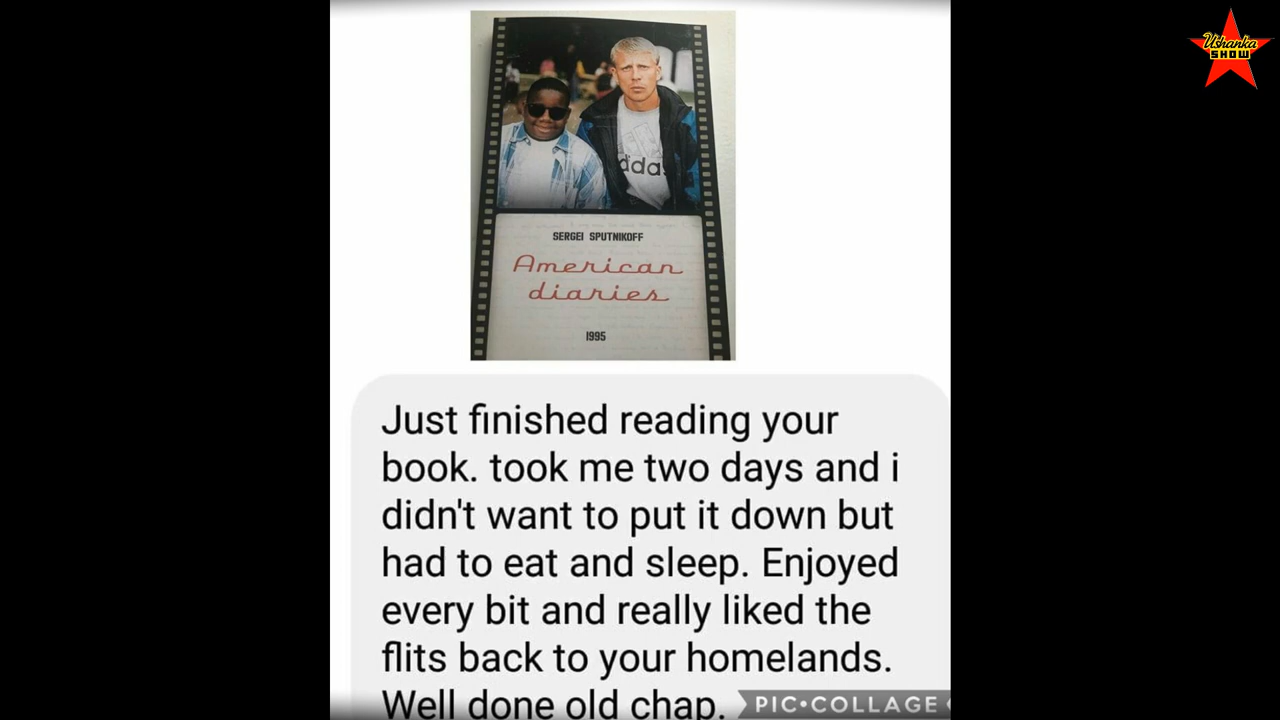 Ushanka
SHOW
ddas
SERGEI SPUTNIKOFF
American
diaries
1995
Just finished reading your
book. took me two days and i
didn't want to put it down but
had to eat and sleep. Enjoyed
every bit and really liked the
flits back to your homelands.
Well done old chap.
PIC•COLLAGE